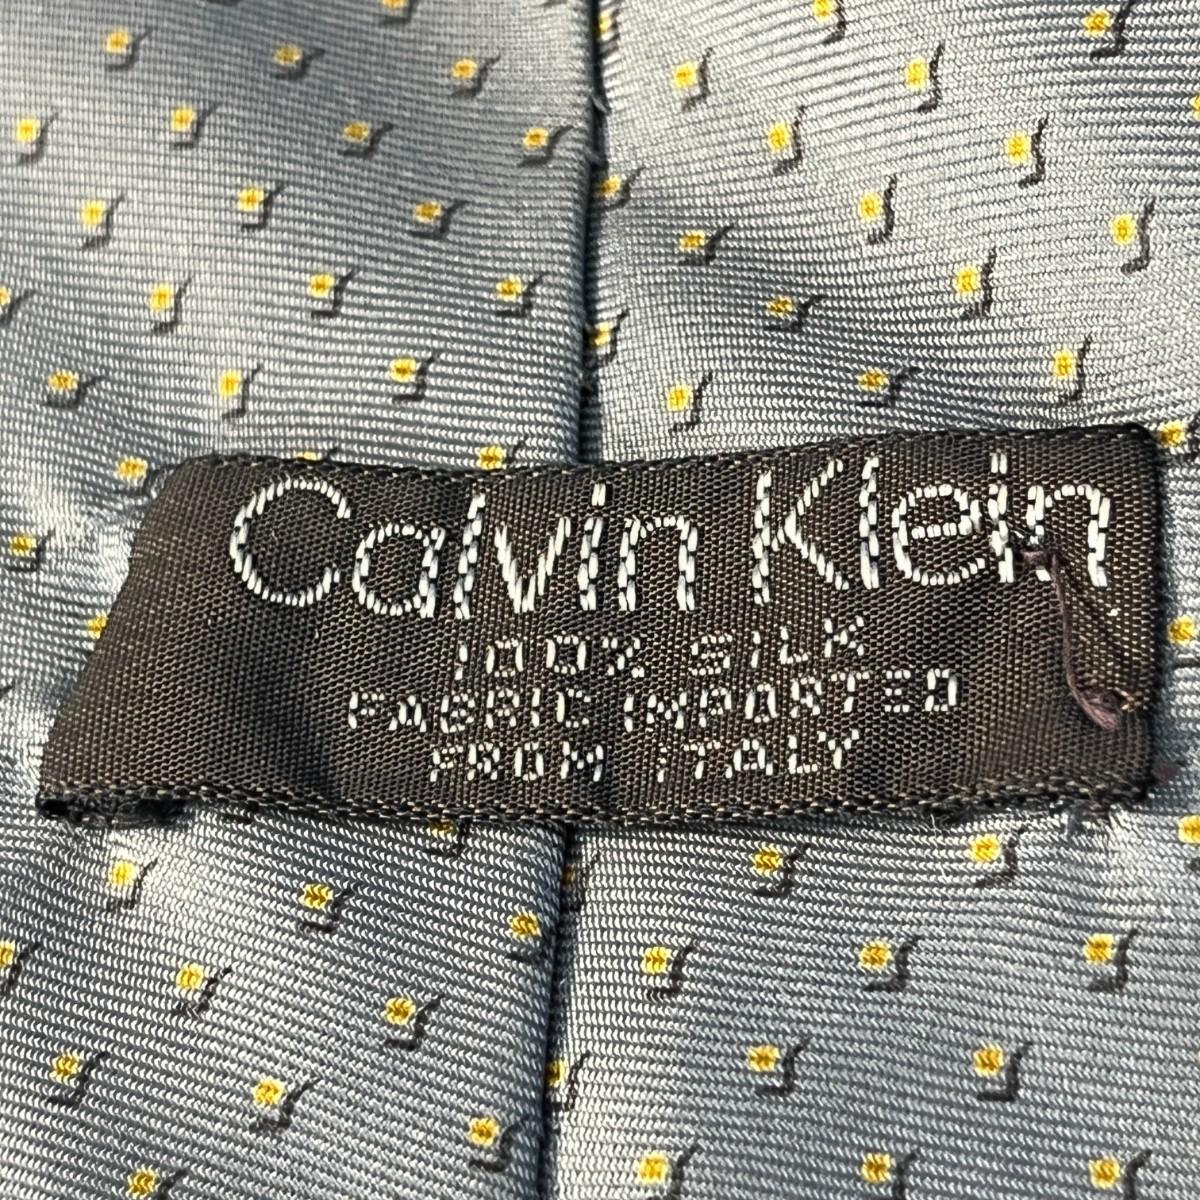 Calvin Klein
100% SILK
FABRIC IMPORTED
FROM ITALY